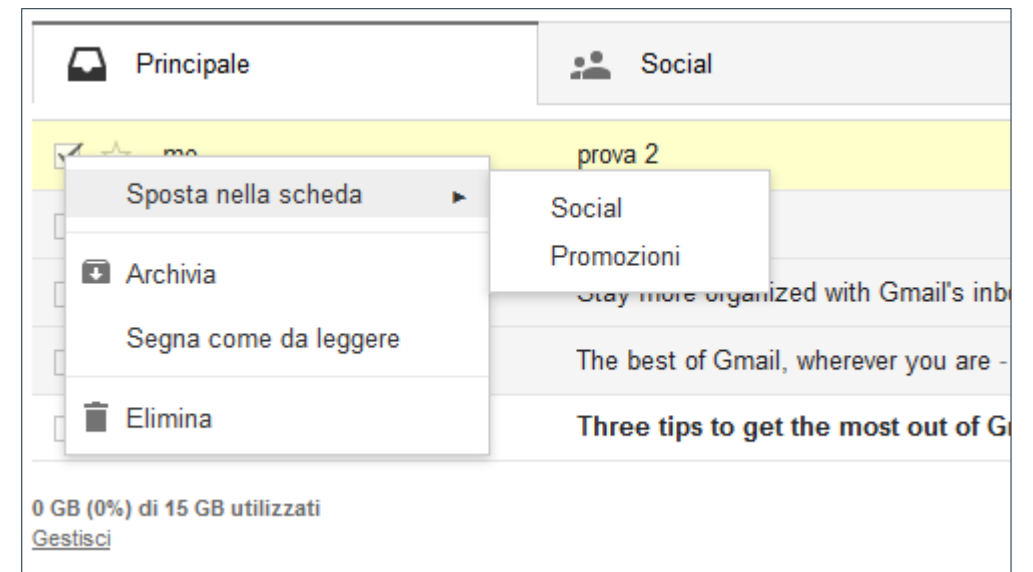 Principale
Social
me
prova 2
Sposta nella scheda
Social
Promozioni
Archivia
Stay more organized with Gmail's inb
Segna come da leggere
The best of Gmail, wherever you are -
Elimina
Three tips to get the most out of G
0 GB (0%) di 15 GB utilizzati
Gestisci